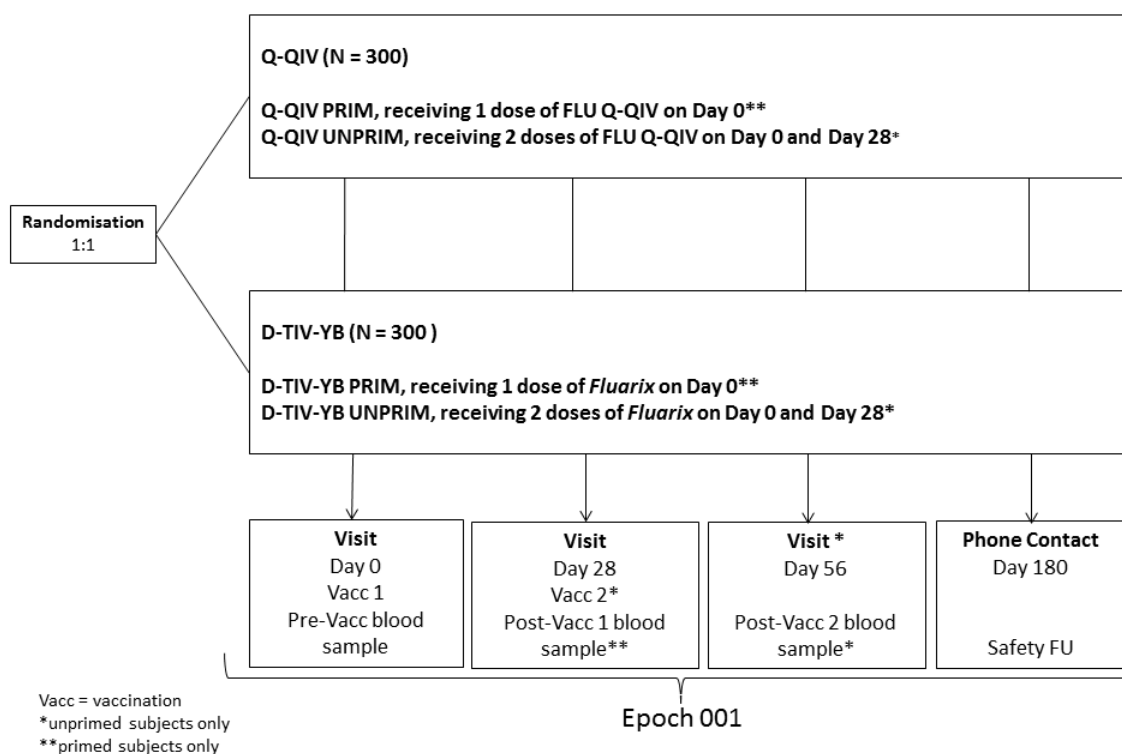 Q-QIV (N = 300)
Q-QIV PRIM, receiving 1 dose of FLU Q-QIV on Day 0**
Q-QIV UNPRIM, receiving 2 doses of FLU Q-QIV on Day 0 and Day 28*
Randomisation
1:1
D-TIV-YB (N = 300 )
D-TIV-YB PRIM, receiving 1 dose of Fluarix on Day 0**
D-TIV-YB UNPRIM, receiving 2 doses of Fluarix on Day 0 and Day 28*
Visit
Day 0
Vacc 1
Pre-Vacc blood
sample
Visit
Day 28
Vacc 2*
Post-Vacc 1 blood
sample**
Visit *
Day 56
Post-Vacc 2 blood
sample*
Phone Contact
Day 180
Safety FU
Epoch 001
Vacc = vaccination
*unprimed subjects only
**primed subjects only